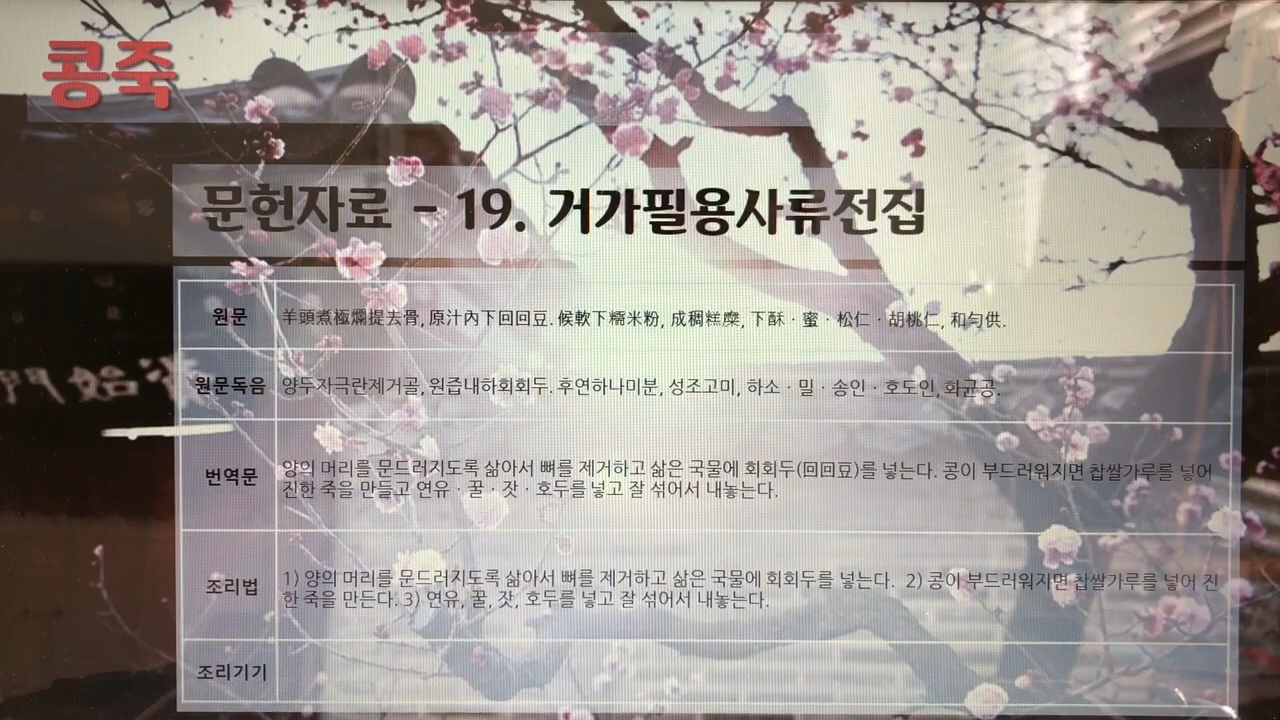 콩죽
문헌자료 - 19. 거가필용사류전집
원문
羊頭煮極爛提去骨, 原汁內下回回豆. 候軟下糯米粉, 成稠糕糜, 下酥 · 蜜 · 松仁 · 胡桃仁, 和勻供.
원문독음
양두자극란제거골, 원즙내하회회두. 후연하나미분, 성조고미, 하소 · 밀 · 송인 · 호도인, 화균공.
번역문
양의 머리를 문드러지도록 삶아서 뼈를 제거하고 삶은 국물에 회회두(回回豆)를 넣는다. 콩이 부드러워지면 찹쌀가루를 넣어
진한 죽을 만들고 연유 · 꿀 · 잣 · 호두를 넣고 잘 섞어서 내놓는다.
조리법
1) 양의 머리를 문드러지도록 삶아서 뼈를 제거하고 삶은 국물에 회회두를 넣는다. 2) 콩이 부드러워지면 찹쌀가루를 넣어 진
한 죽을 만든다. 3) 연유, 꿀, 잣, 호두를 넣고 잘 섞어서 내놓는다.
조리기기